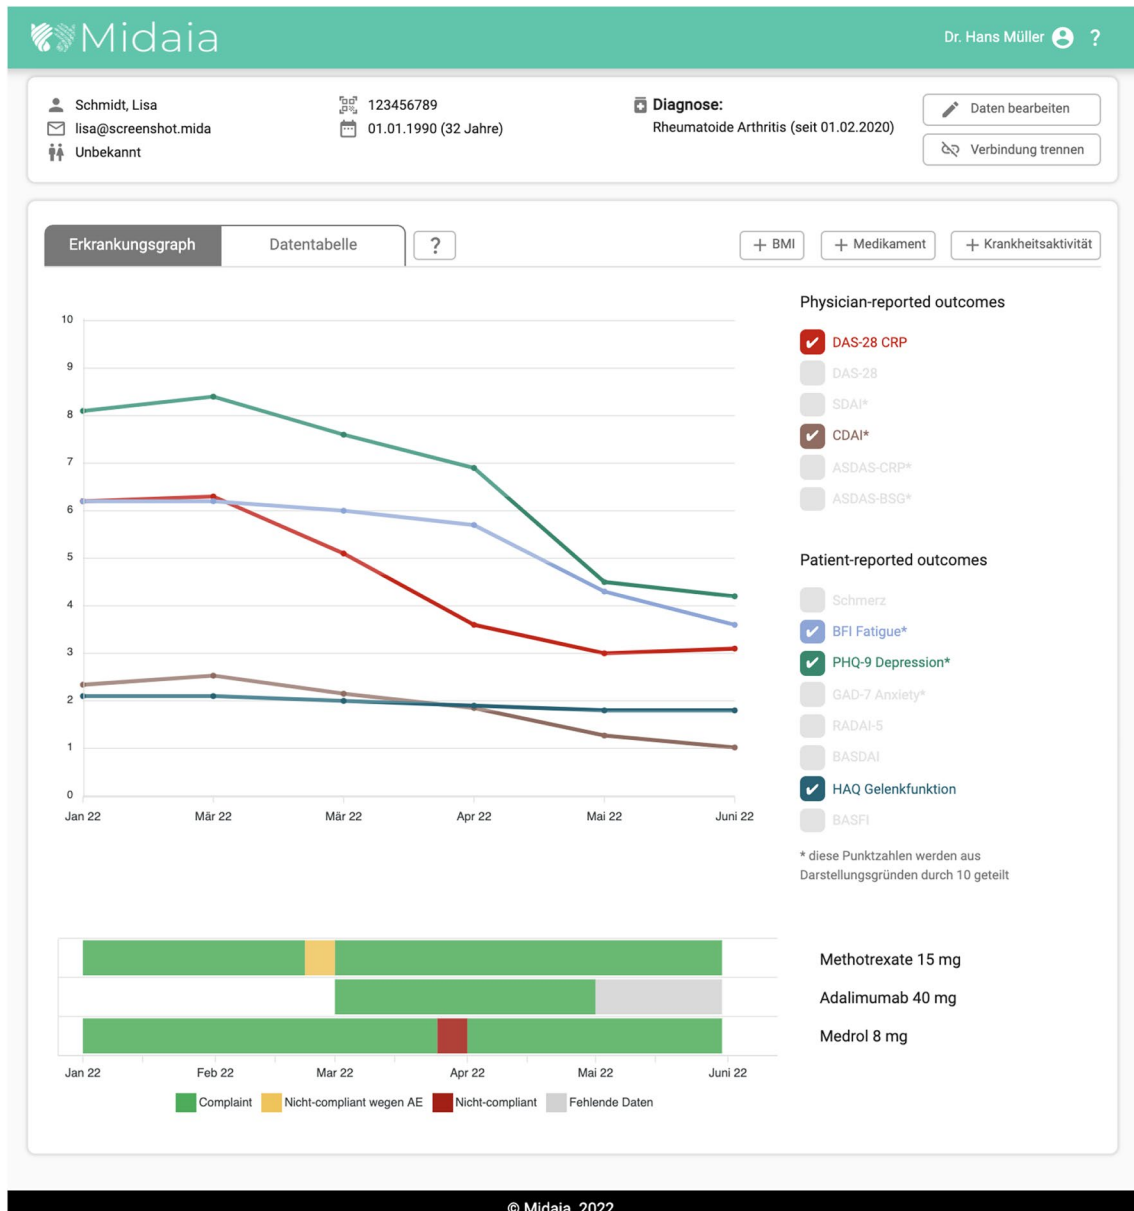 Midaia
Dr. Hans Müller ?
Schmidt, Lisa
lisa@screenshot.mida
Unbekannt
123456789
01.01.1990 (32 Jahre)
Diagnose:
Rheumatoide Arthritis (seit 01.02.2020)
Daten bearbeiten
Verbindung trennen
Erkrankungsgraph
Datentabelle
?
+ BMI
+ Medikament
+ Krankheitsaktivität
10
9
8
7
6
5
4
3
2
1
0
Jan 22 Mär 22 Mär 22 Apr 22 Mai 22 Juni 22
Physician-reported outcomes
DAS-28 CRP
DAS-28
SDAI*
CDAI*
ASDAS-CRP*
ASDAS-BSG*
Patient-reported outcomes
Schmerz
BFI Fatigue*
PHQ-9 Depression*
GAD-7 Anxiety*
RADAI-5
BASDAI
HAQ Gelenkfunktion
BASFI
* diese Punktzahlen werden aus
Darstellungsgründen durch 10 geteilt
Methotrexate 15 mg
Adalimumab 40 mg
Medrol 8 mg
Jan 22 Feb 22 Mar 22 Apr 22 Mai 22 Juni 22
Complaint Nicht-compliant wegen AE Nicht-compliant Fehlende Daten
© Midaia, 2022